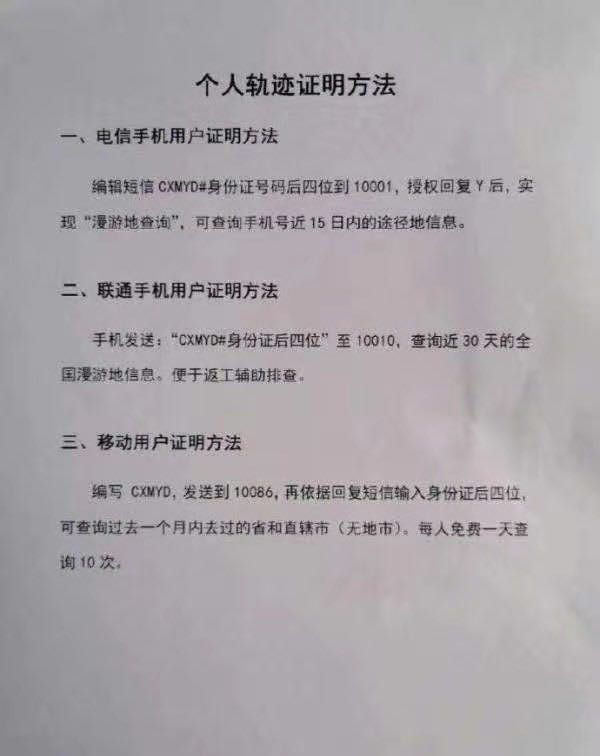 个人轨迹证明方法
一、电信手机用户证明方法
编辑短信 CXMYD#身份证号码后四位到 10001，授权回复 Y 后，实
现“漫游地查询”，可查询手机号近 15 日内的途径地信息。
二、联通手机用户证明方法
手机发送：“CXMYD#身份证后四位”至 10010，查询近 30 天的全
国漫游地信息。便于返工辅助排查。
三、移动用户证明方法
编写 CXMYD，发送到 10086，再依据回复短信输入身份证后四位，
可查询过去一个月内去过的省和直辖市（无地市）。每人免费一天查
询 10 次。